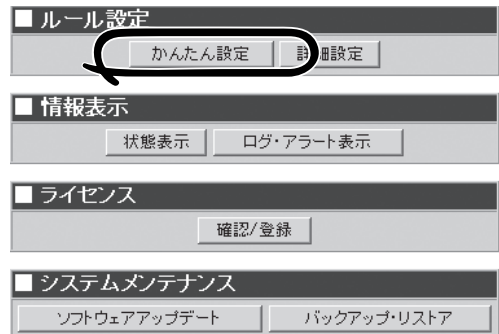 ■ ルール設定
かんたん設定 詳細設定
■ 情報表示
状態表示 ログ・アラート表示
■ ライセンス
確認/登録
■ システムメンテナンス
ソフトウェアアップデート バックアップ・リストア